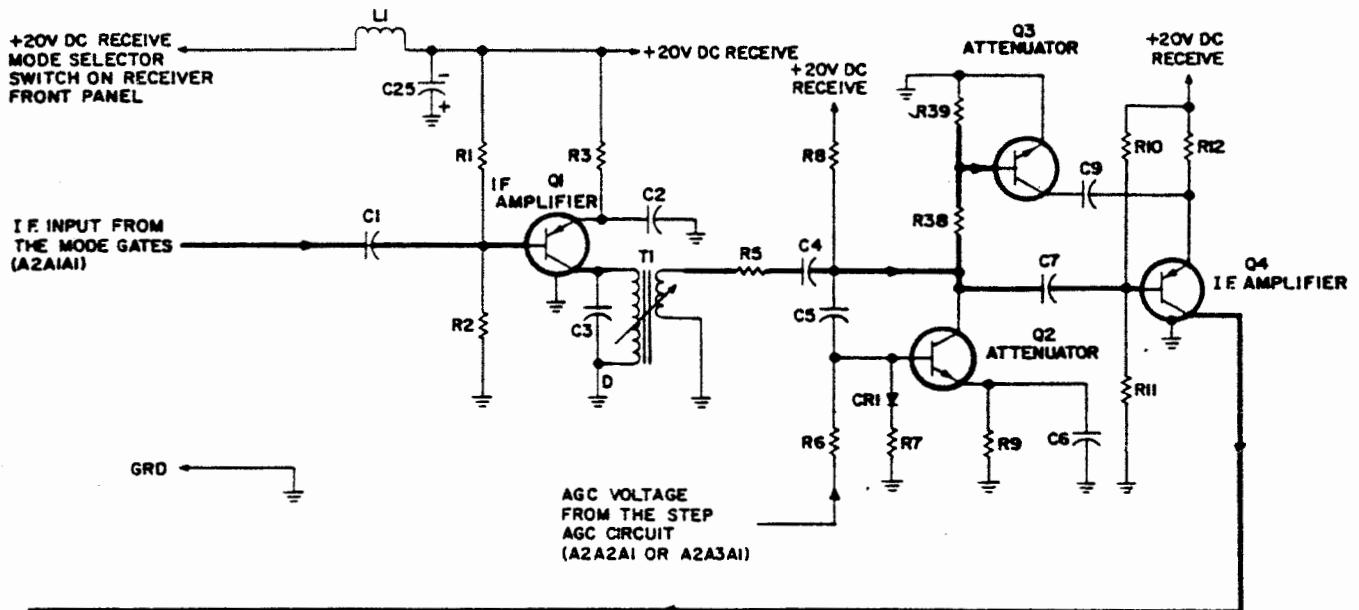 L1
+20V DC RECEIVE
MODE SELECTOR
SWITCH ON RECEIVER
FRONT PANEL
C25
-
+
+20V DC RECEIVE
R1
R3
Q1
IF
AMPLIFIER
C2
I F. INPUT FROM
THE MODE GATES
(A2A1A1)
C1
R2
C3
T1
D
R5
C4
+20V DC
RECEIVE
R8
C5
Q3
ATTENUATOR
R39
R38
C9
+20V DC
RECEIVE
R10
R12
C7
Q4
I.F. AMPLIFIER
Q2
ATTENUATOR
CR1
R6
R7
R9
C6
R11
GRD
AGC VOLTAGE
FROM THE STEP
AGC CIRCUIT
(A2A2A1 OR A2A3A1)